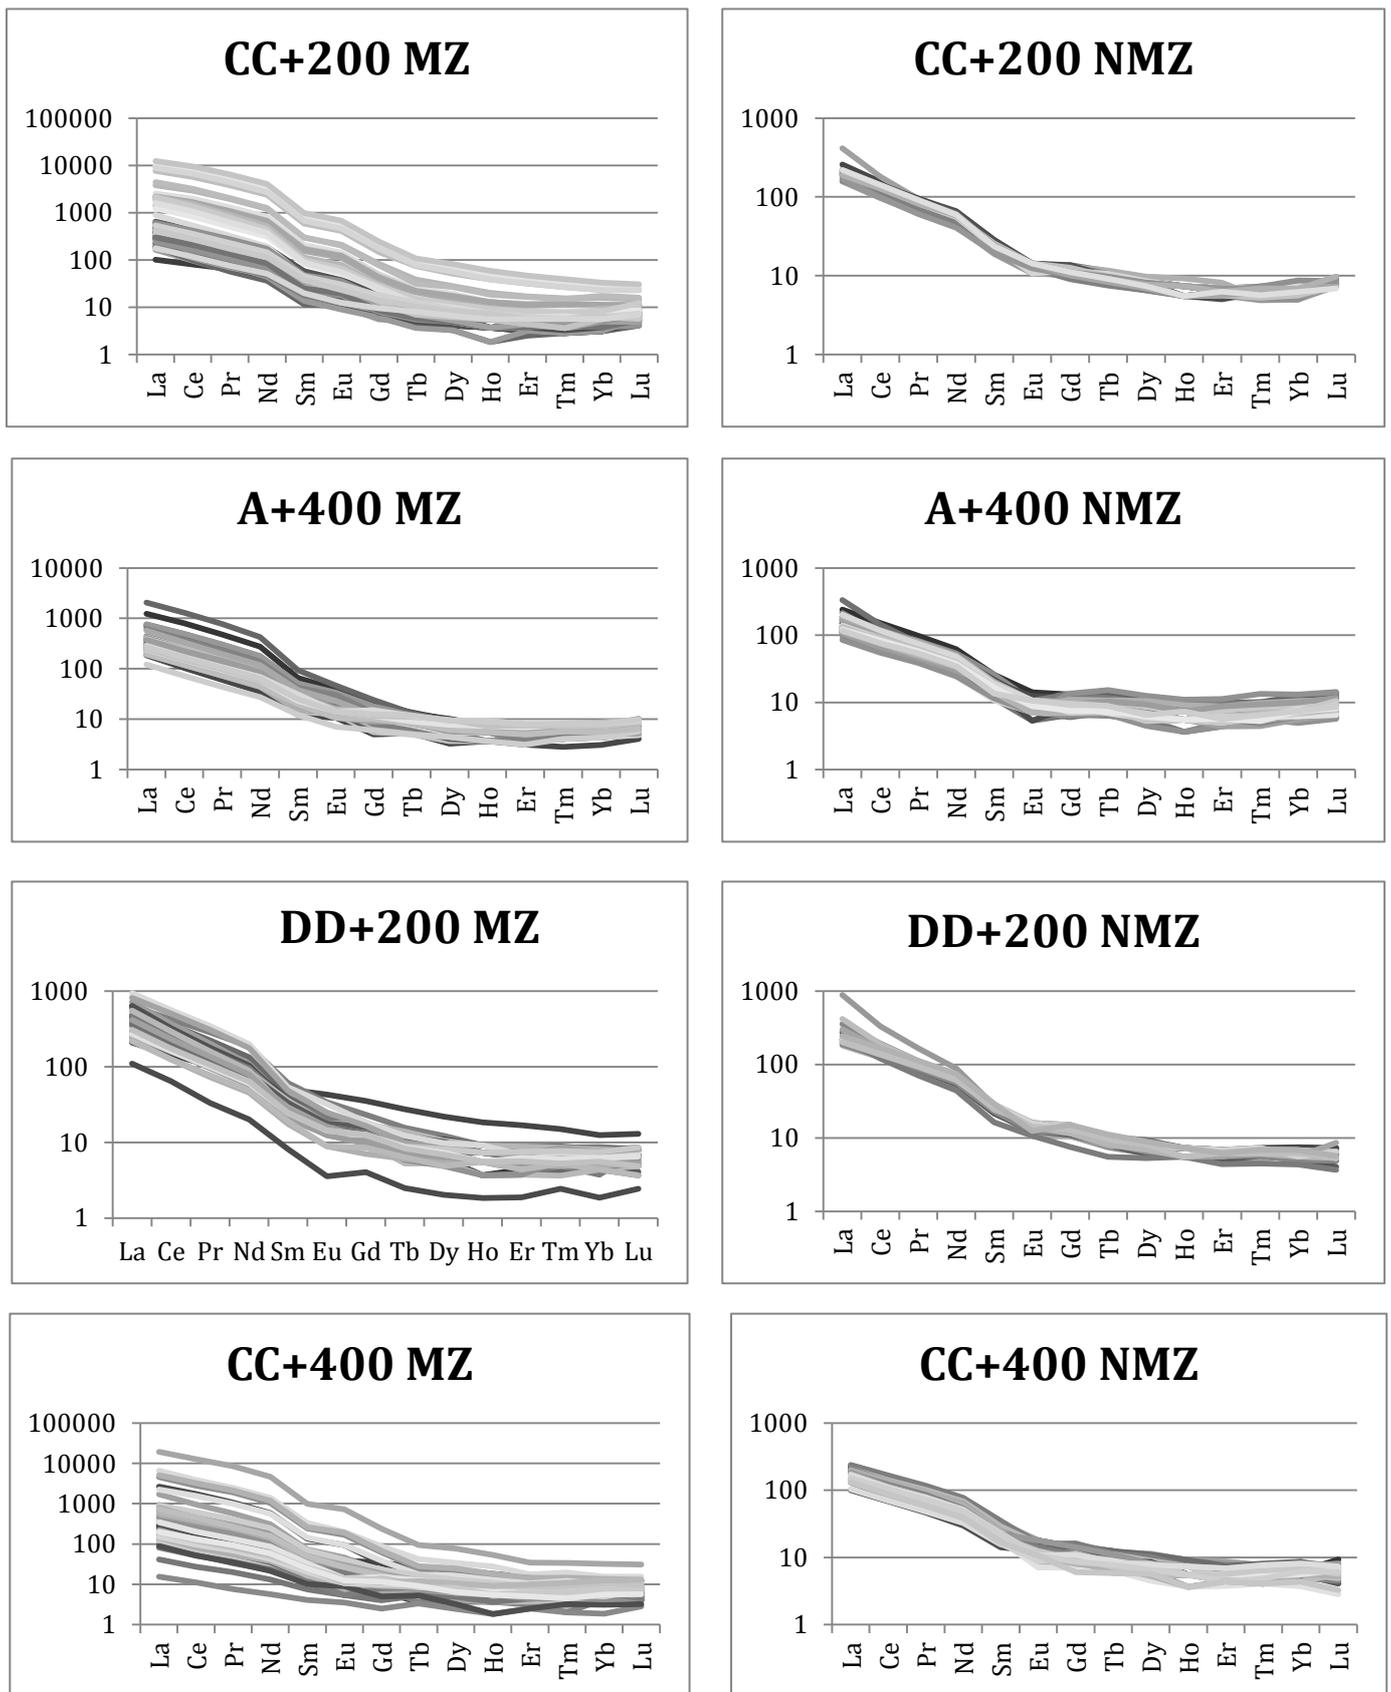 CC+200 MZ
100000
10000
1000
100
10
1
La Ce Pr Nd Sm Eu Gd Tb Dy Ho Er Tm Yb Lu
CC+200 NMZ
1000
100
10
1
La Ce Pr Nd Sm Eu Gd Tb Dy Ho Er Tm Yb Lu
A+400 MZ
10000
1000
100
10
1
La Ce Pr Nd Sm Eu Gd Tb Dy Ho Er Tm Yb Lu
A+400 NMZ
1000
100
10
1
La Ce Pr Nd Sm Eu Gd Tb Dy Ho Er Tm Yb Lu
DD+200 MZ
1000
100
10
1
La Ce Pr Nd Sm Eu Gd Tb Dy Ho Er Tm Yb Lu
DD+200 NMZ
1000
100
10
1
La Ce Pr Nd Sm Eu Gd Tb Dy Ho Er Tm Yb Lu
CC+400 MZ
100000
10000
1000
100
10
1
La Ce Pr Nd Sm Eu Gd Tb Dy Ho Er Tm Yb Lu
CC+400 NMZ
1000
100
10
1
La Ce Pr Nd Sm Eu Gd Tb Dy Ho Er Tm Yb Lu